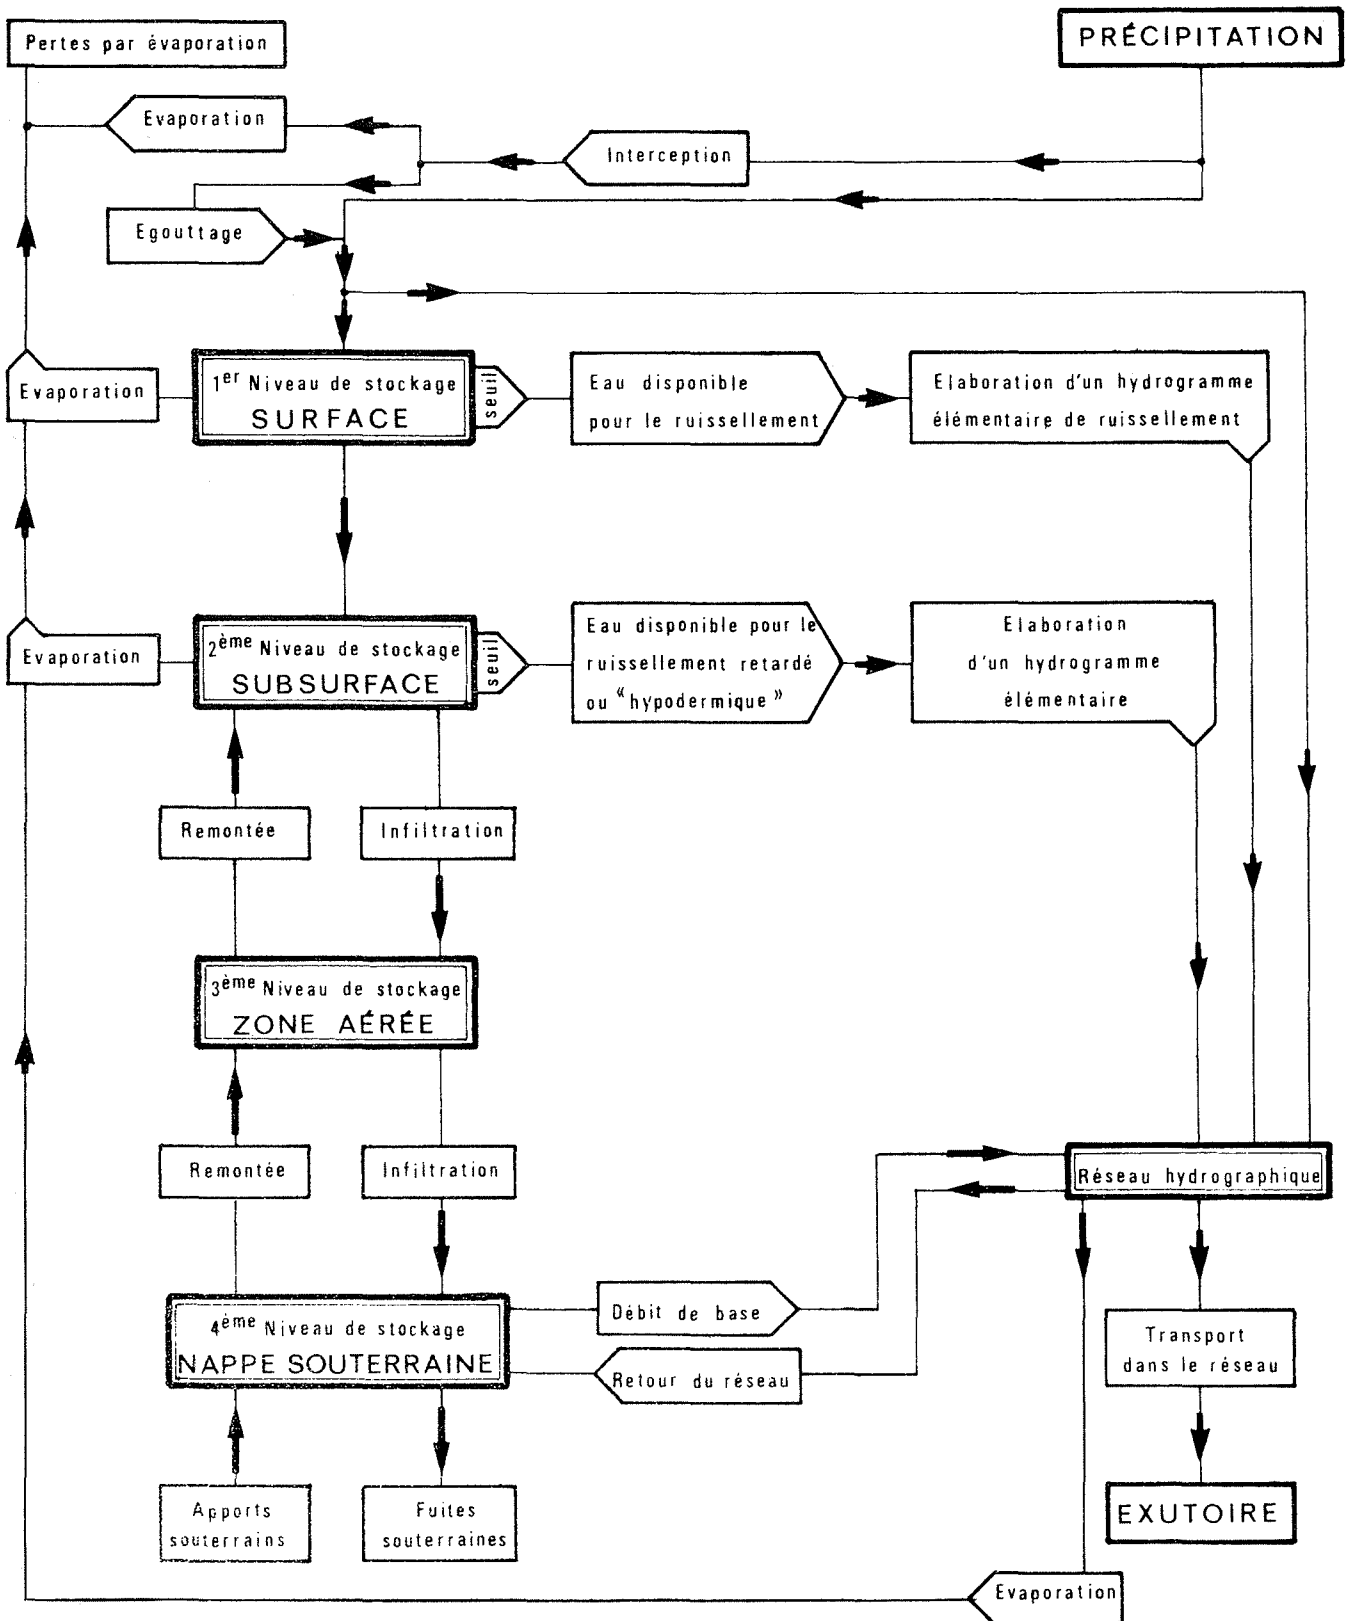 Pertes par évaporation
PRÉCIPITATION
Evaporation
Interception
Egouttage
Evaporation
1er Niveau de stockage
SURFACE
seuil
Eau disponible
pour le ruissellement
Elaboration d'un hydrogramme
élémentaire de ruissellement
Evaporation
2ème Niveau de stockage
SUBSURFACE
seuil
Eau disponible pour le
ruissellement retardé
ou "hypodermique"
Elaboration
d'un hydrogramme
élémentaire
Remontée
Infiltration
3ème Niveau de stockage
ZONE AÉRÉE
Remontée
Infiltration
Réseau hydrographique
4ème Niveau de stockage
NAPPE SOUTERRAINE
Débit de base
Retour du réseau
Transport
dans le réseau
Apports
souterrains
Fuites
souterraines
EXUTOIRE
Evaporation